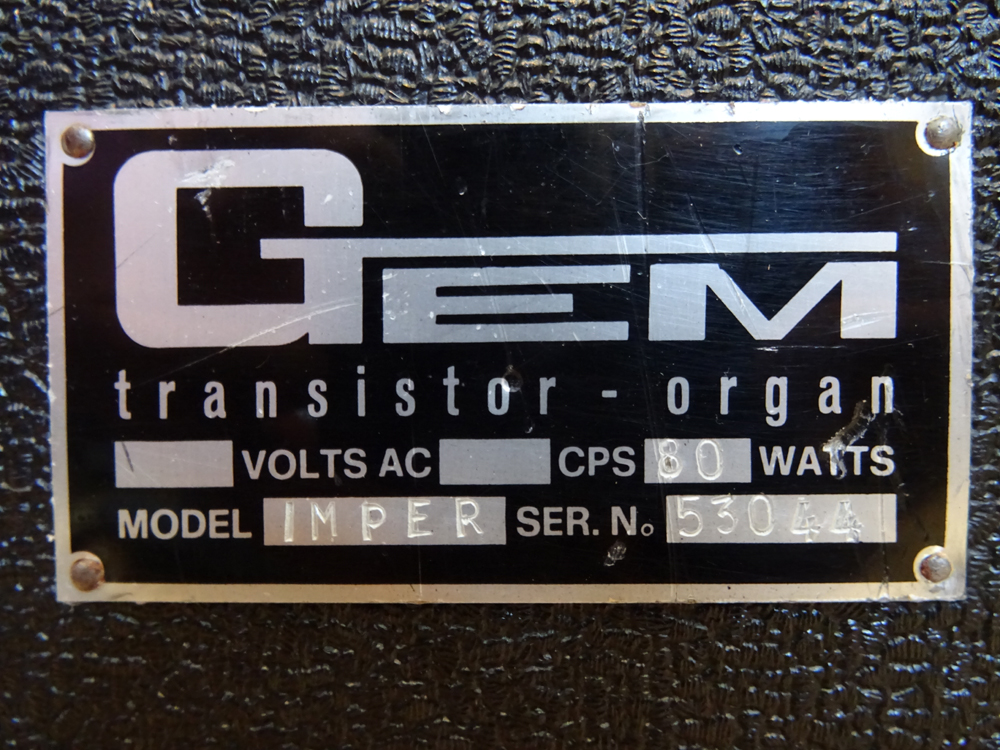 GEM
transistor - organ
VOLTS AC CPS 80 WATTS
MODEL IMPER SER. No 53044